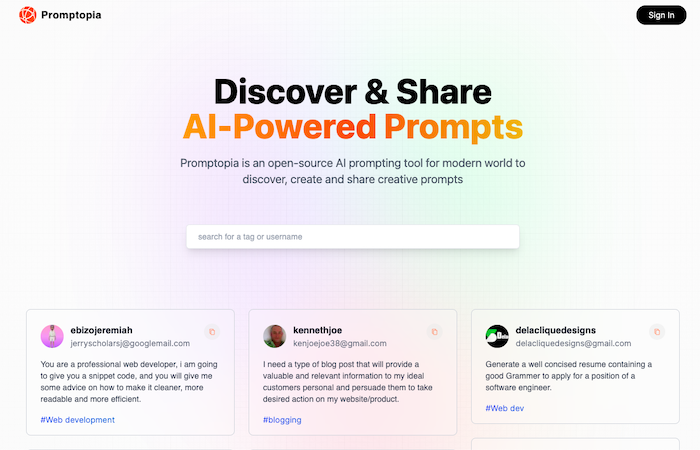 Promptopia
Sign In
Discover & Share
AI-Powered Prompts
Promptopia is an open-source AI prompting tool for modern world to
discover, create and share creative prompts
search for a tag or username
ebizojeremiah
jerryscholarsj@googlemail.com
You are a professional web developer, i am going
to give you a snippet code, and you will give me
some advice on how to make it cleaner, more
readable and more efficient.
#Web development
kennethjoe
kenjoejoe38@gmail.com
I need a type of blog post that will provide a
valuable and relevant information to my ideal
customers personal and persuade them to take
desired action on my website/product.
#blogging
delacliquedesigns
delacliquedesigns@gmail.com
Generate a well concised resume containing a
good Grammer to apply for a position of a
software engineer.
#Web dev